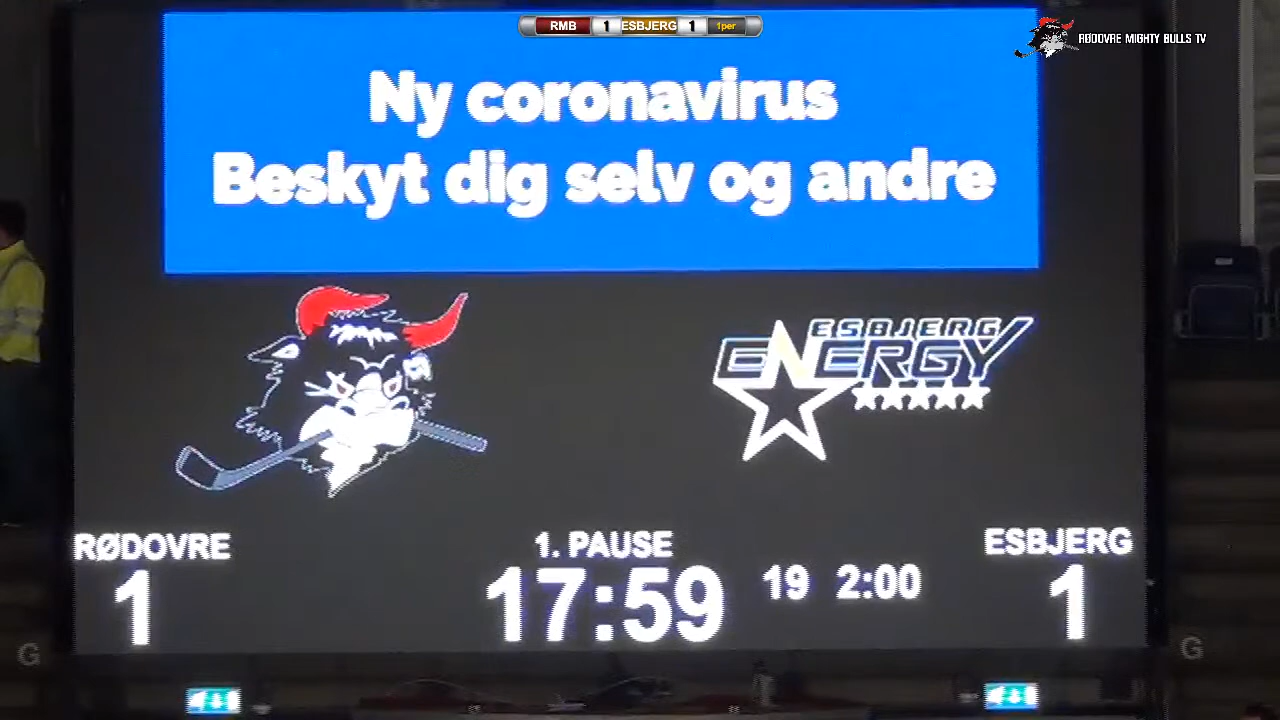 RMB 1 ESBJERG 1 1per
RØDOVRE MIGHTY BULLS TV
Ny coronavirus
Beskyt dig selv og andre
ESBJERG
ENERGY
RØDOVRE
1. PAUSE
ESBJERG
1
17:59
19 2:00
1
G
G